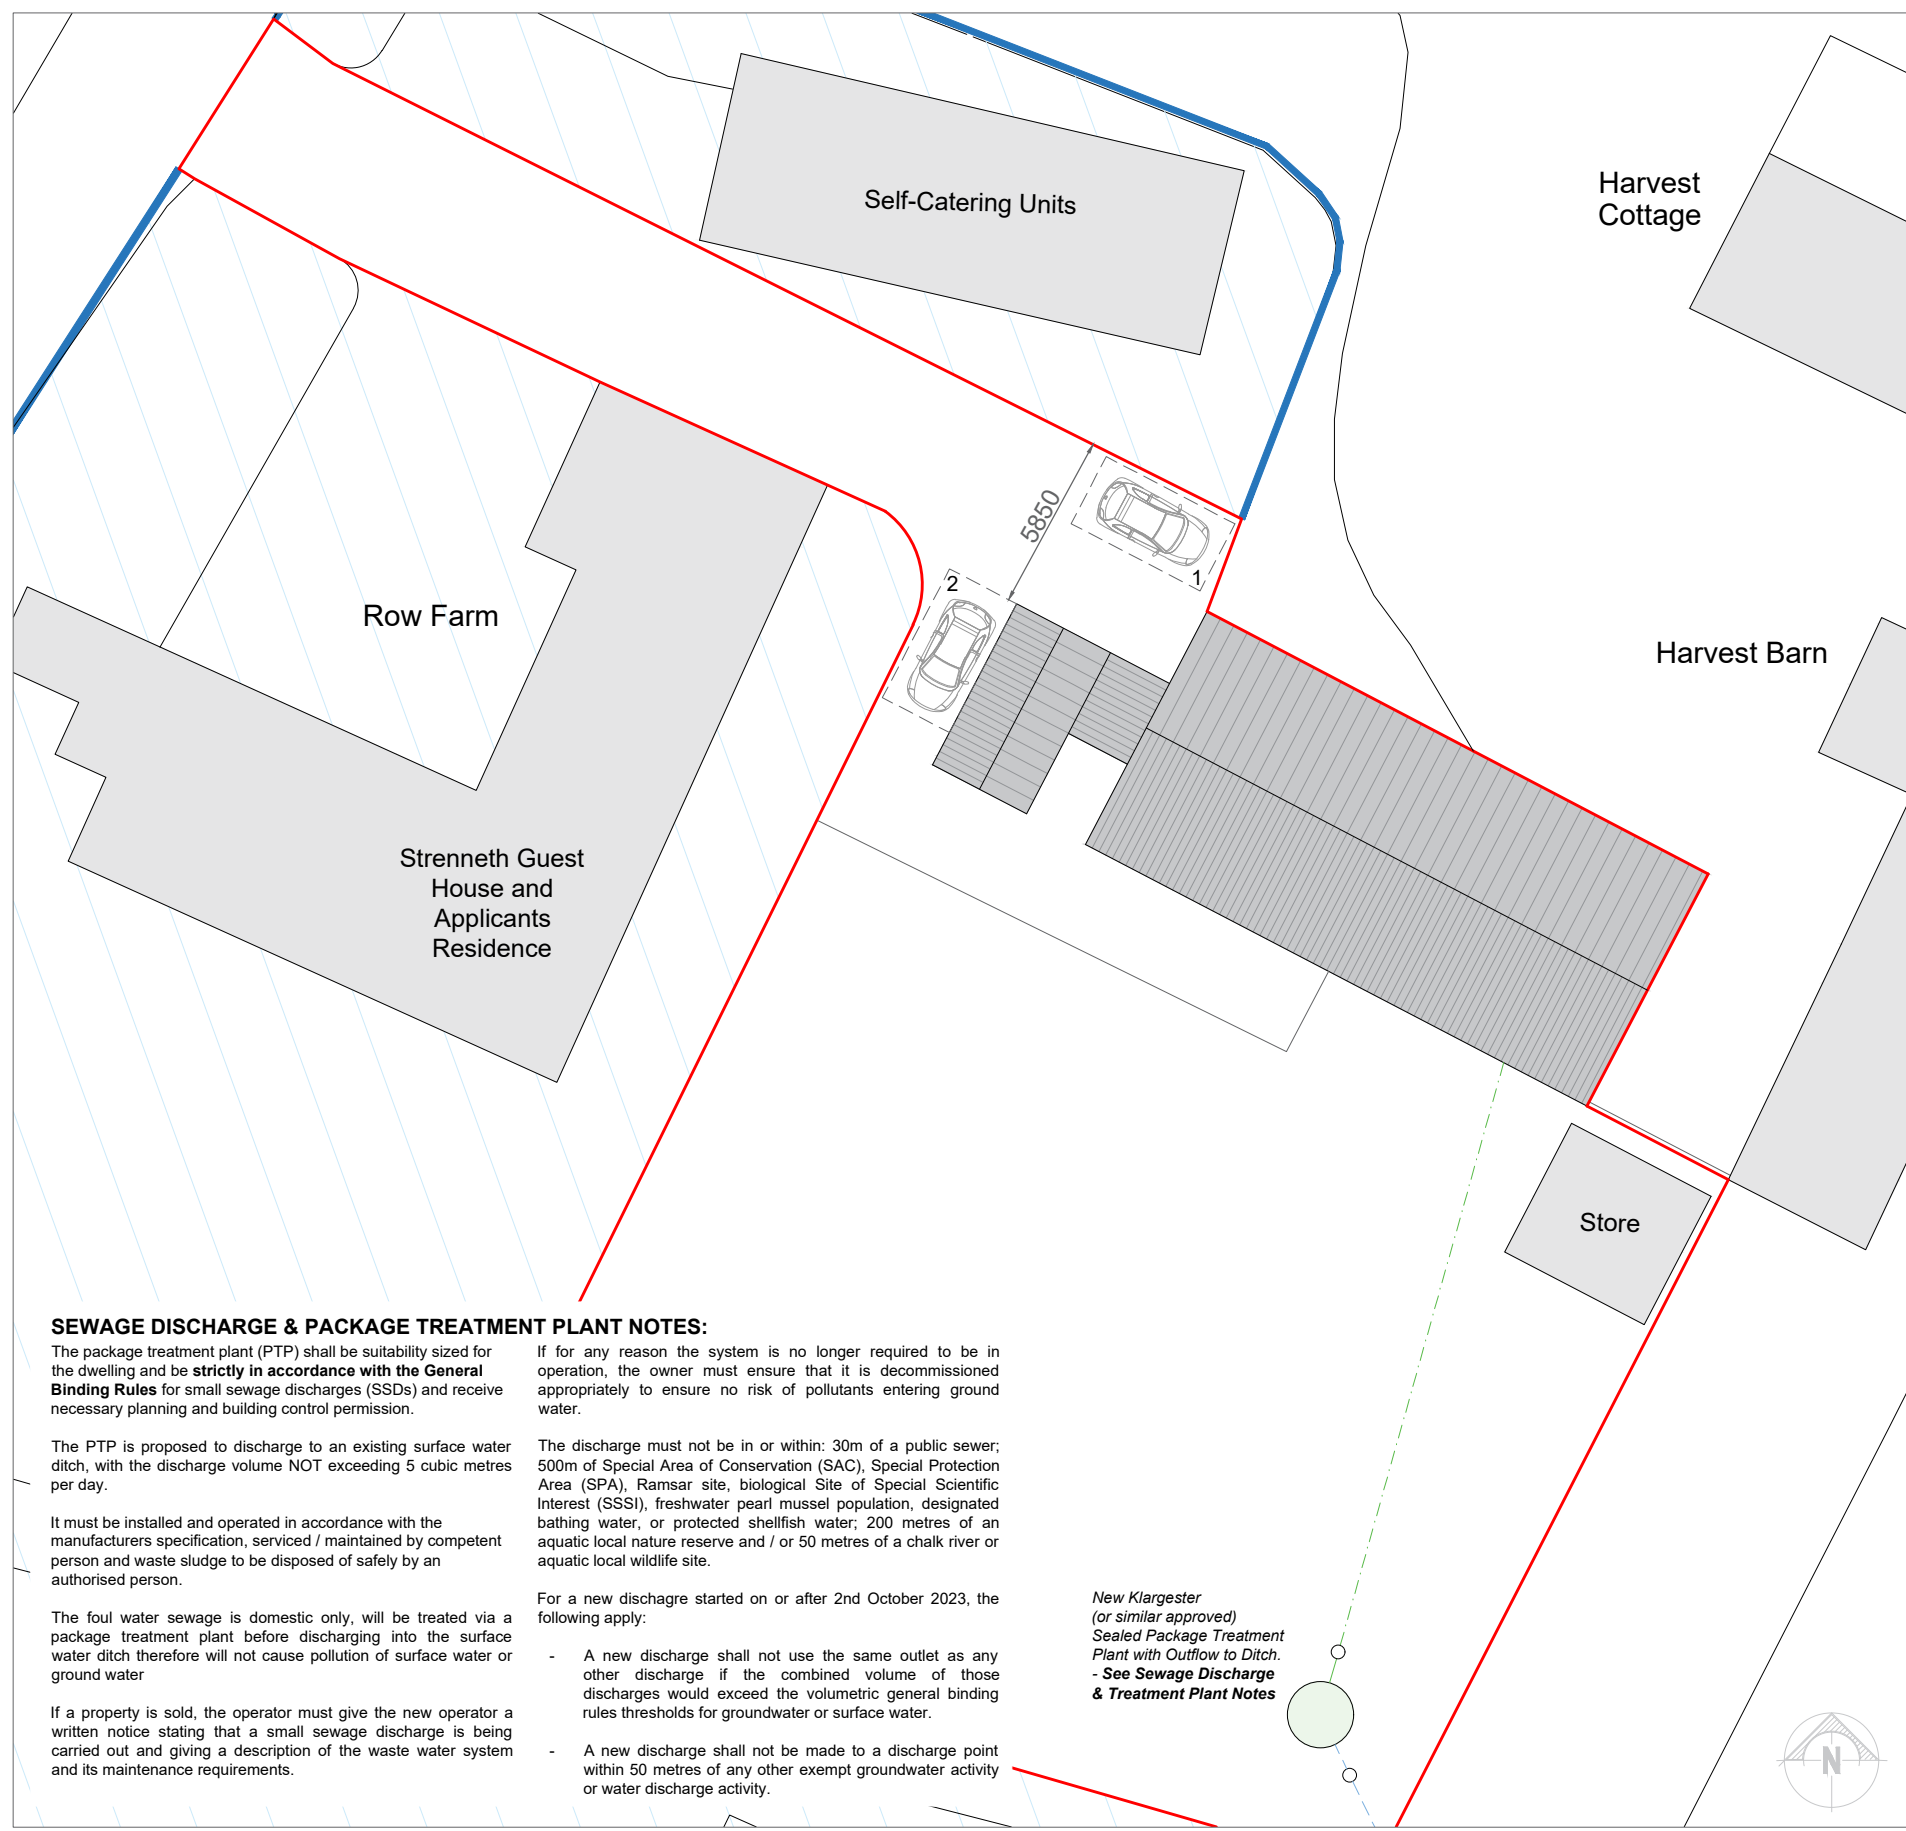 Self-Catering Units
Harvest
Cottage
5850
1
2
Row Farm
Harvest Barn
Strenneth Guest
House and
Applicants
Residence
Store
SEWAGE DISCHARGE & PACKAGE TREATMENT PLANT NOTES:
The package treatment plant (PTP) shall be suitability sized for
the dwelling and be strictly in accordance with the General
Binding Rules for small sewage discharges (SSDs) and receive
necessary planning and building control permission.
The PTP is proposed to discharge to an existing surface water
ditch, with the discharge volume NOT exceeding 5 cubic metres
per day.
It must be installed and operated in accordance with the
manufacturers specification, serviced / maintained by competent
person and waste sludge to be disposed of safely by an
authorised person.
The foul water sewage is domestic only, will be treated via a
package treatment plant before discharging into the surface
water ditch therefore will not cause pollution of surface water or
ground water
If a property is sold, the operator must give the new operator a
written notice stating that a small sewage discharge is being
carried out and giving a description of the waste water system
and its maintenance requirements.
If for any reason the system is no longer required to be in
operation, the owner must ensure that it is decommissioned
appropriately to ensure no risk of pollutants entering ground
water.
The discharge must not be in or within: 30m of a public sewer;
500m of Special Area of Conservation (SAC), Special Protection
Area (SPA), Ramsar site, biological Site of Special Scientific
Interest (SSSI), freshwater pearl mussel population, designated
bathing water, or protected shellfish water; 200 metres of an
aquatic local nature reserve and / or 50 metres of a chalk river or
aquatic local wildlife site.
For a new dischagre started on or after 2nd October 2023, the
following apply:
- A new discharge shall not use the same outlet as any
other discharge if the combined volume of those
discharges would exceed the volumetric general binding
rules thresholds for groundwater or surface water.
- A new discharge shall not be made to a discharge point
within 50 metres of any other exempt groundwater activity
or water discharge activity.
New Klargester
(or similar approved)
Sealed Package Treatment
Plant with Outflow to Ditch.
- See Sewage Discharge
& Treatment Plant Notes
N